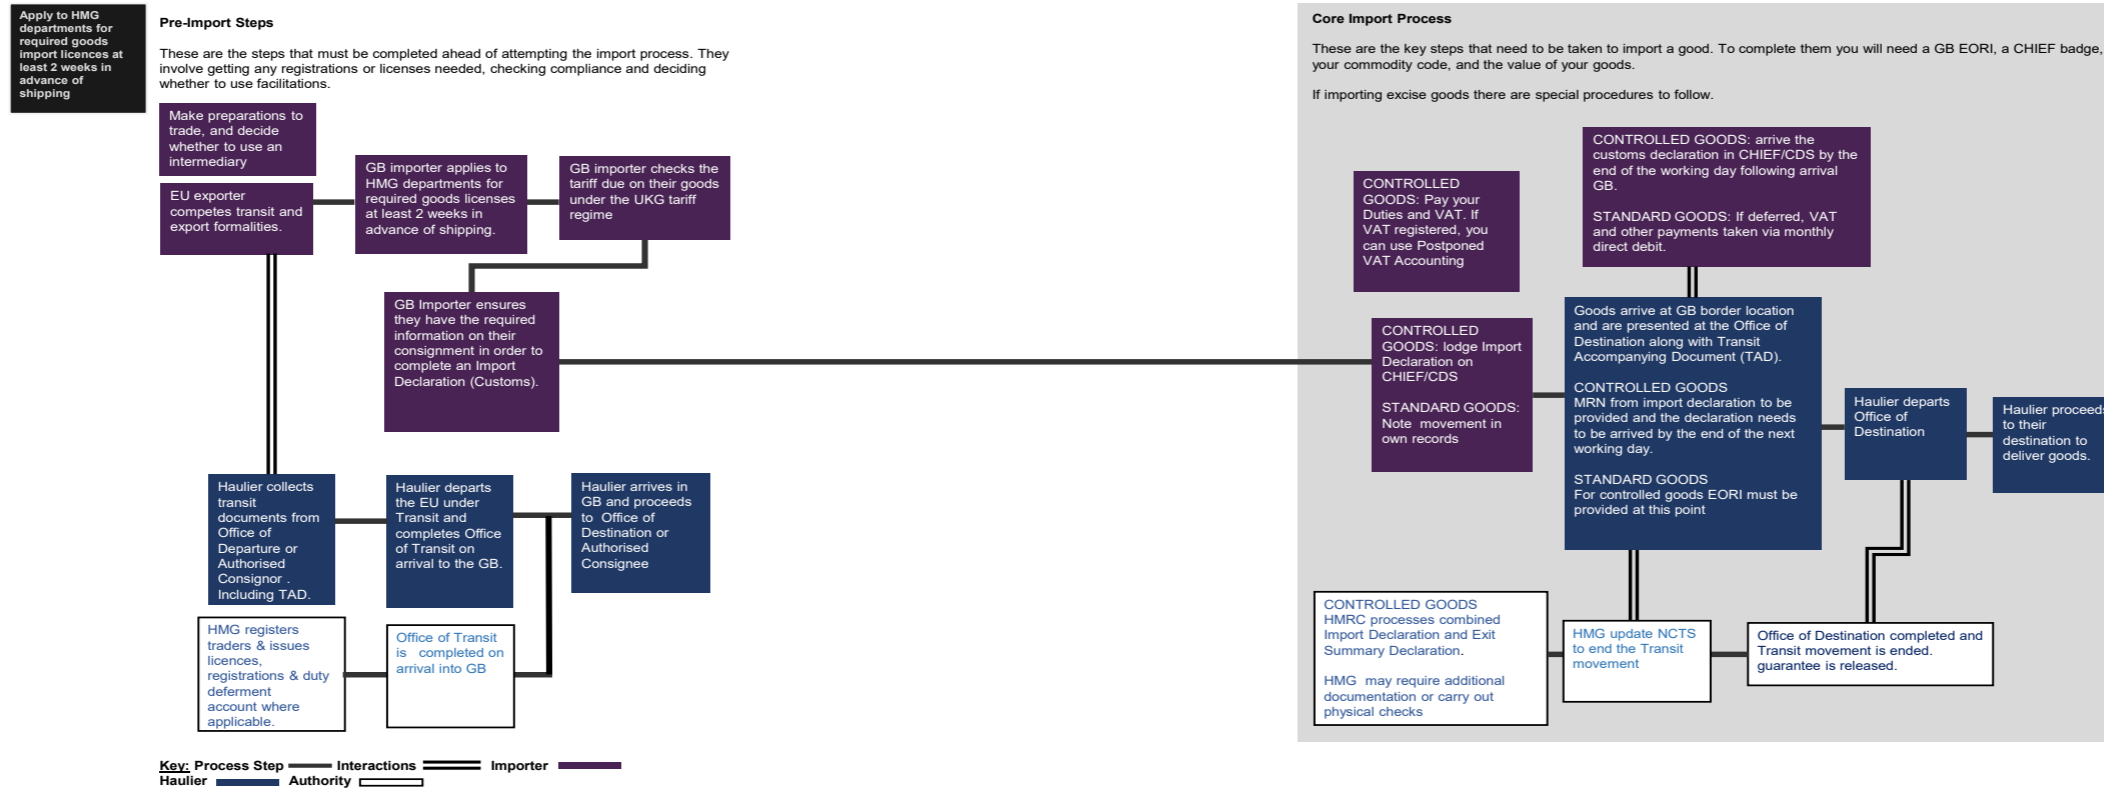 Apply to HMG
departments for
required goods
import licences at
least 2 weeks in
advance of
shipping
Pre-Import Steps
These are the steps that must be completed ahead of attempting the import process. They
involve getting any registrations or licenses needed, checking compliance and deciding
whether to use facilitations.
Make preparations to
trade, and decide
whether to use an
intermediary
EU exporter
competes transit and
export formalities.
GB importer applies to
HMG departments for
required goods licenses
at least 2 weeks in
advance of shipping.
GB importer checks the
tariff due on their goods
under the UKG tariff
regime
GB Importer ensures
they have the required
information on their
consignment in order to
complete an Import
Declaration (Customs).
Haulier collects
transit
documents from
Office of
Departure or
Authorised
Consignor .
Including TAD.
Haulier departs
the EU under
Transit and
completes Office
of Transit on
arrival to the GB.
Haulier arrives in
GB and proceeds
to Office of
Destination or
Authorised
Consignee
HMG registers
traders & issues
licences,
registrations & duty
deferment
account where
applicable.
Office of Transit
is completed on
arrival into GB
Key: Process Step Interactions Importer
Haulier Authority
Core Import Process
These are the key steps that need to be taken to import a good. To complete them you will need a GB EORI, a CHIEF badge,
your commodity code, and the value of your goods.
If importing excise goods there are special procedures to follow.
CONTROLLED
GOODS: Pay your
Duties and VAT. If
VAT registered, you
can use Postponed
VAT Accounting
CONTROLLED GOODS: arrive the
customs declaration in CHIEF/CDS by the
end of the working day following arrival
GB.
STANDARD GOODS: If deferred, VAT
and other payments taken via monthly
direct debit.
CONTROLLED
GOODS: lodge Import
Declaration on
CHIEF/CDS
STANDARD GOODS:
Note movement in
own records
Goods arrive at GB border location
and are presented at the Office of
Destination along with Transit
Accompanying Document (TAD).
CONTROLLED GOODS
MRN from import declaration to be
provided and the declaration needs
to be arrived by the end of the next
working day.
STANDARD GOODS
For controlled goods EORI must be
provided at this point
Haulier departs
Office of
Destination
Haulier proceeds
to their
destination to
deliver goods.
CONTROLLED GOODS
HMRC processes combined
Import Declaration and Exit
Summary Declaration.
HMG may require additional
documentation or carry out
physical checks
HMG update NCTS
to end the Transit
movement
Office of Destination completed and
Transit movement is ended.
guarantee is released.